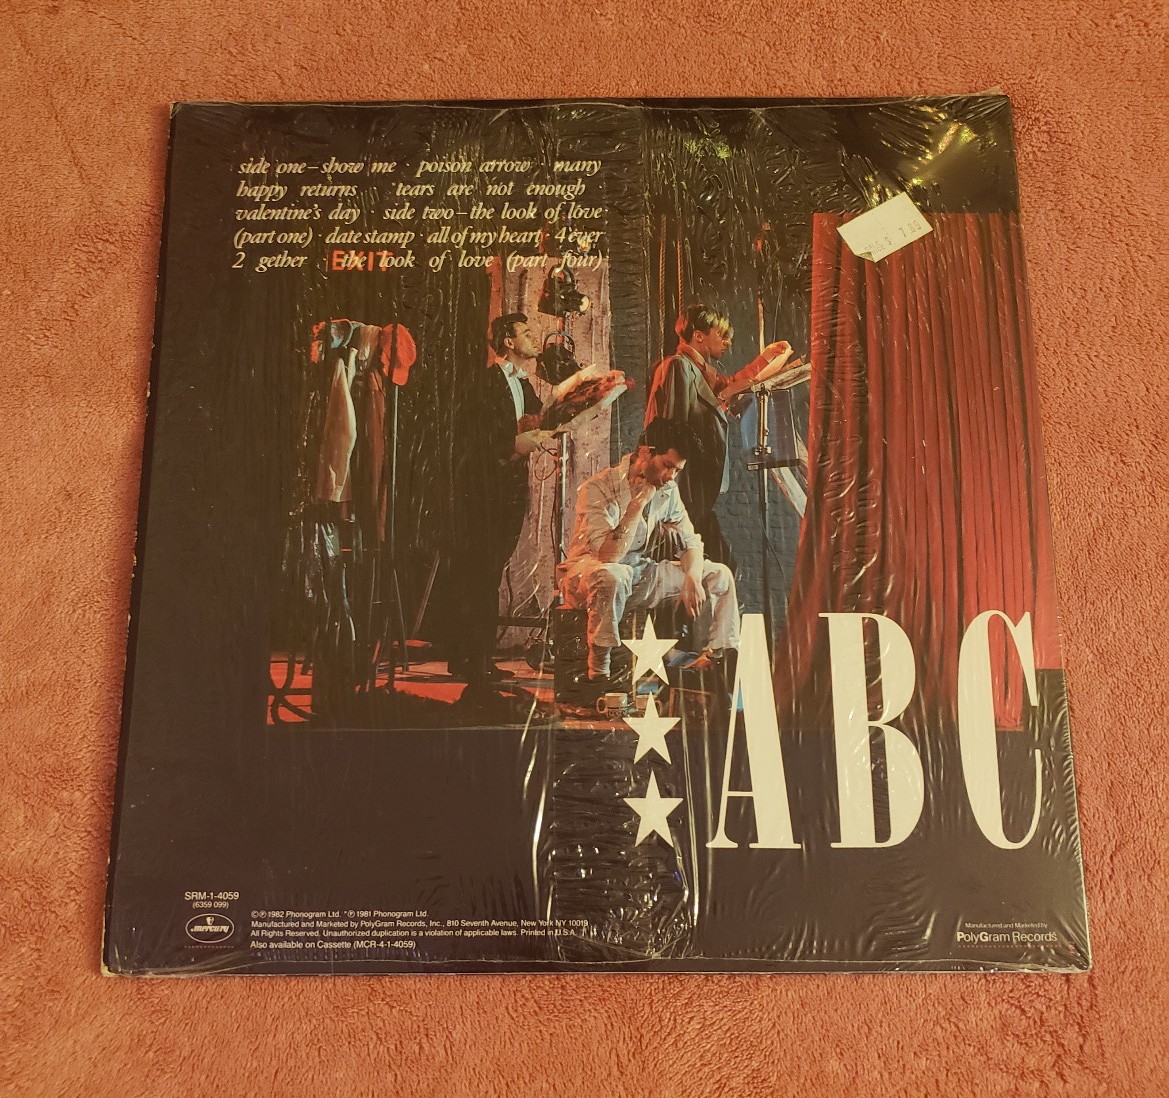 side one – show me · poison arrow · many
happy returns · tears are not enough ·
valentine's day · side two – the look of love
(part one) · date stamp · all of my heart · 4 ever
2 gether · the look of love (part four)
EXIT
7.99
ABC
SRM-1-4059
(6359 099)
mercury
©℗ 1982 Phonogram Ltd. *℗ 1981 Phonogram Ltd.
Manufactured and Marketed by PolyGram Records, Inc., 810 Seventh Avenue, New York NY 10019
All Rights Reserved. Unauthorized duplication is a violation of applicable laws. Printed in U.S.A.
Also available on Cassette (MCR-4-1-4059)
Manufactured and Marketed by
PolyGram Records